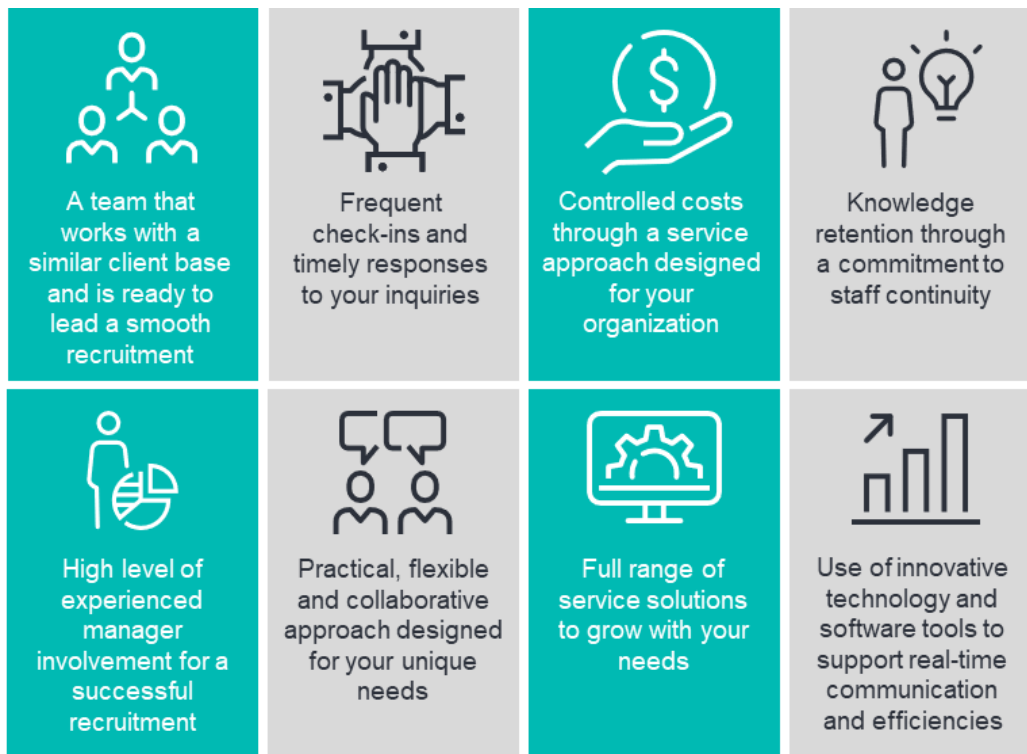 A team that
works with a
similar client base
and is ready to
lead a smooth
recruitment
Frequent
check-ins and
timely responses
to your inquiries
Controlled costs
through a service
approach designed
for your
organization
Knowledge
retention through
a commitment to
staff continuity
High level of
experienced
manager
involvement for a
successful
recruitment
Practical, flexible
and collaborative
approach designed
for your unique
needs
Full range of
service solutions
to grow with your
needs
Use of innovative
technology and
software tools to
support real-time
communication
and efficiencies